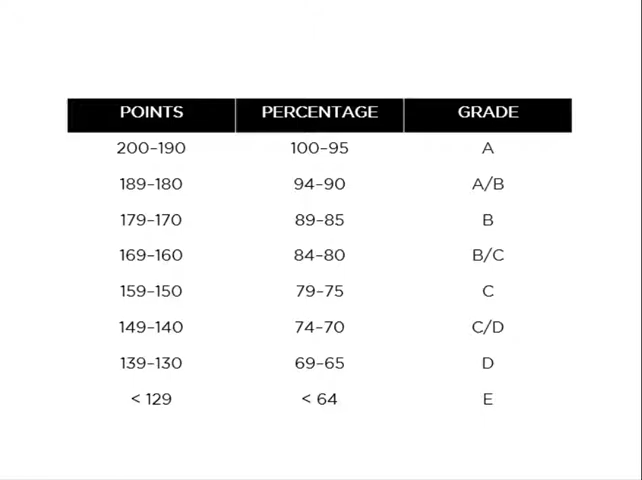 POINTS PERCENTAGE GRADE
200–190 100–95 A
189–180 94–90 A/B
179–170 89–85 B
169–160 84–80 B/C
159–150 79–75 C
149–140 74–70 C/D
139–130 69–65 D
< 129 < 64 E